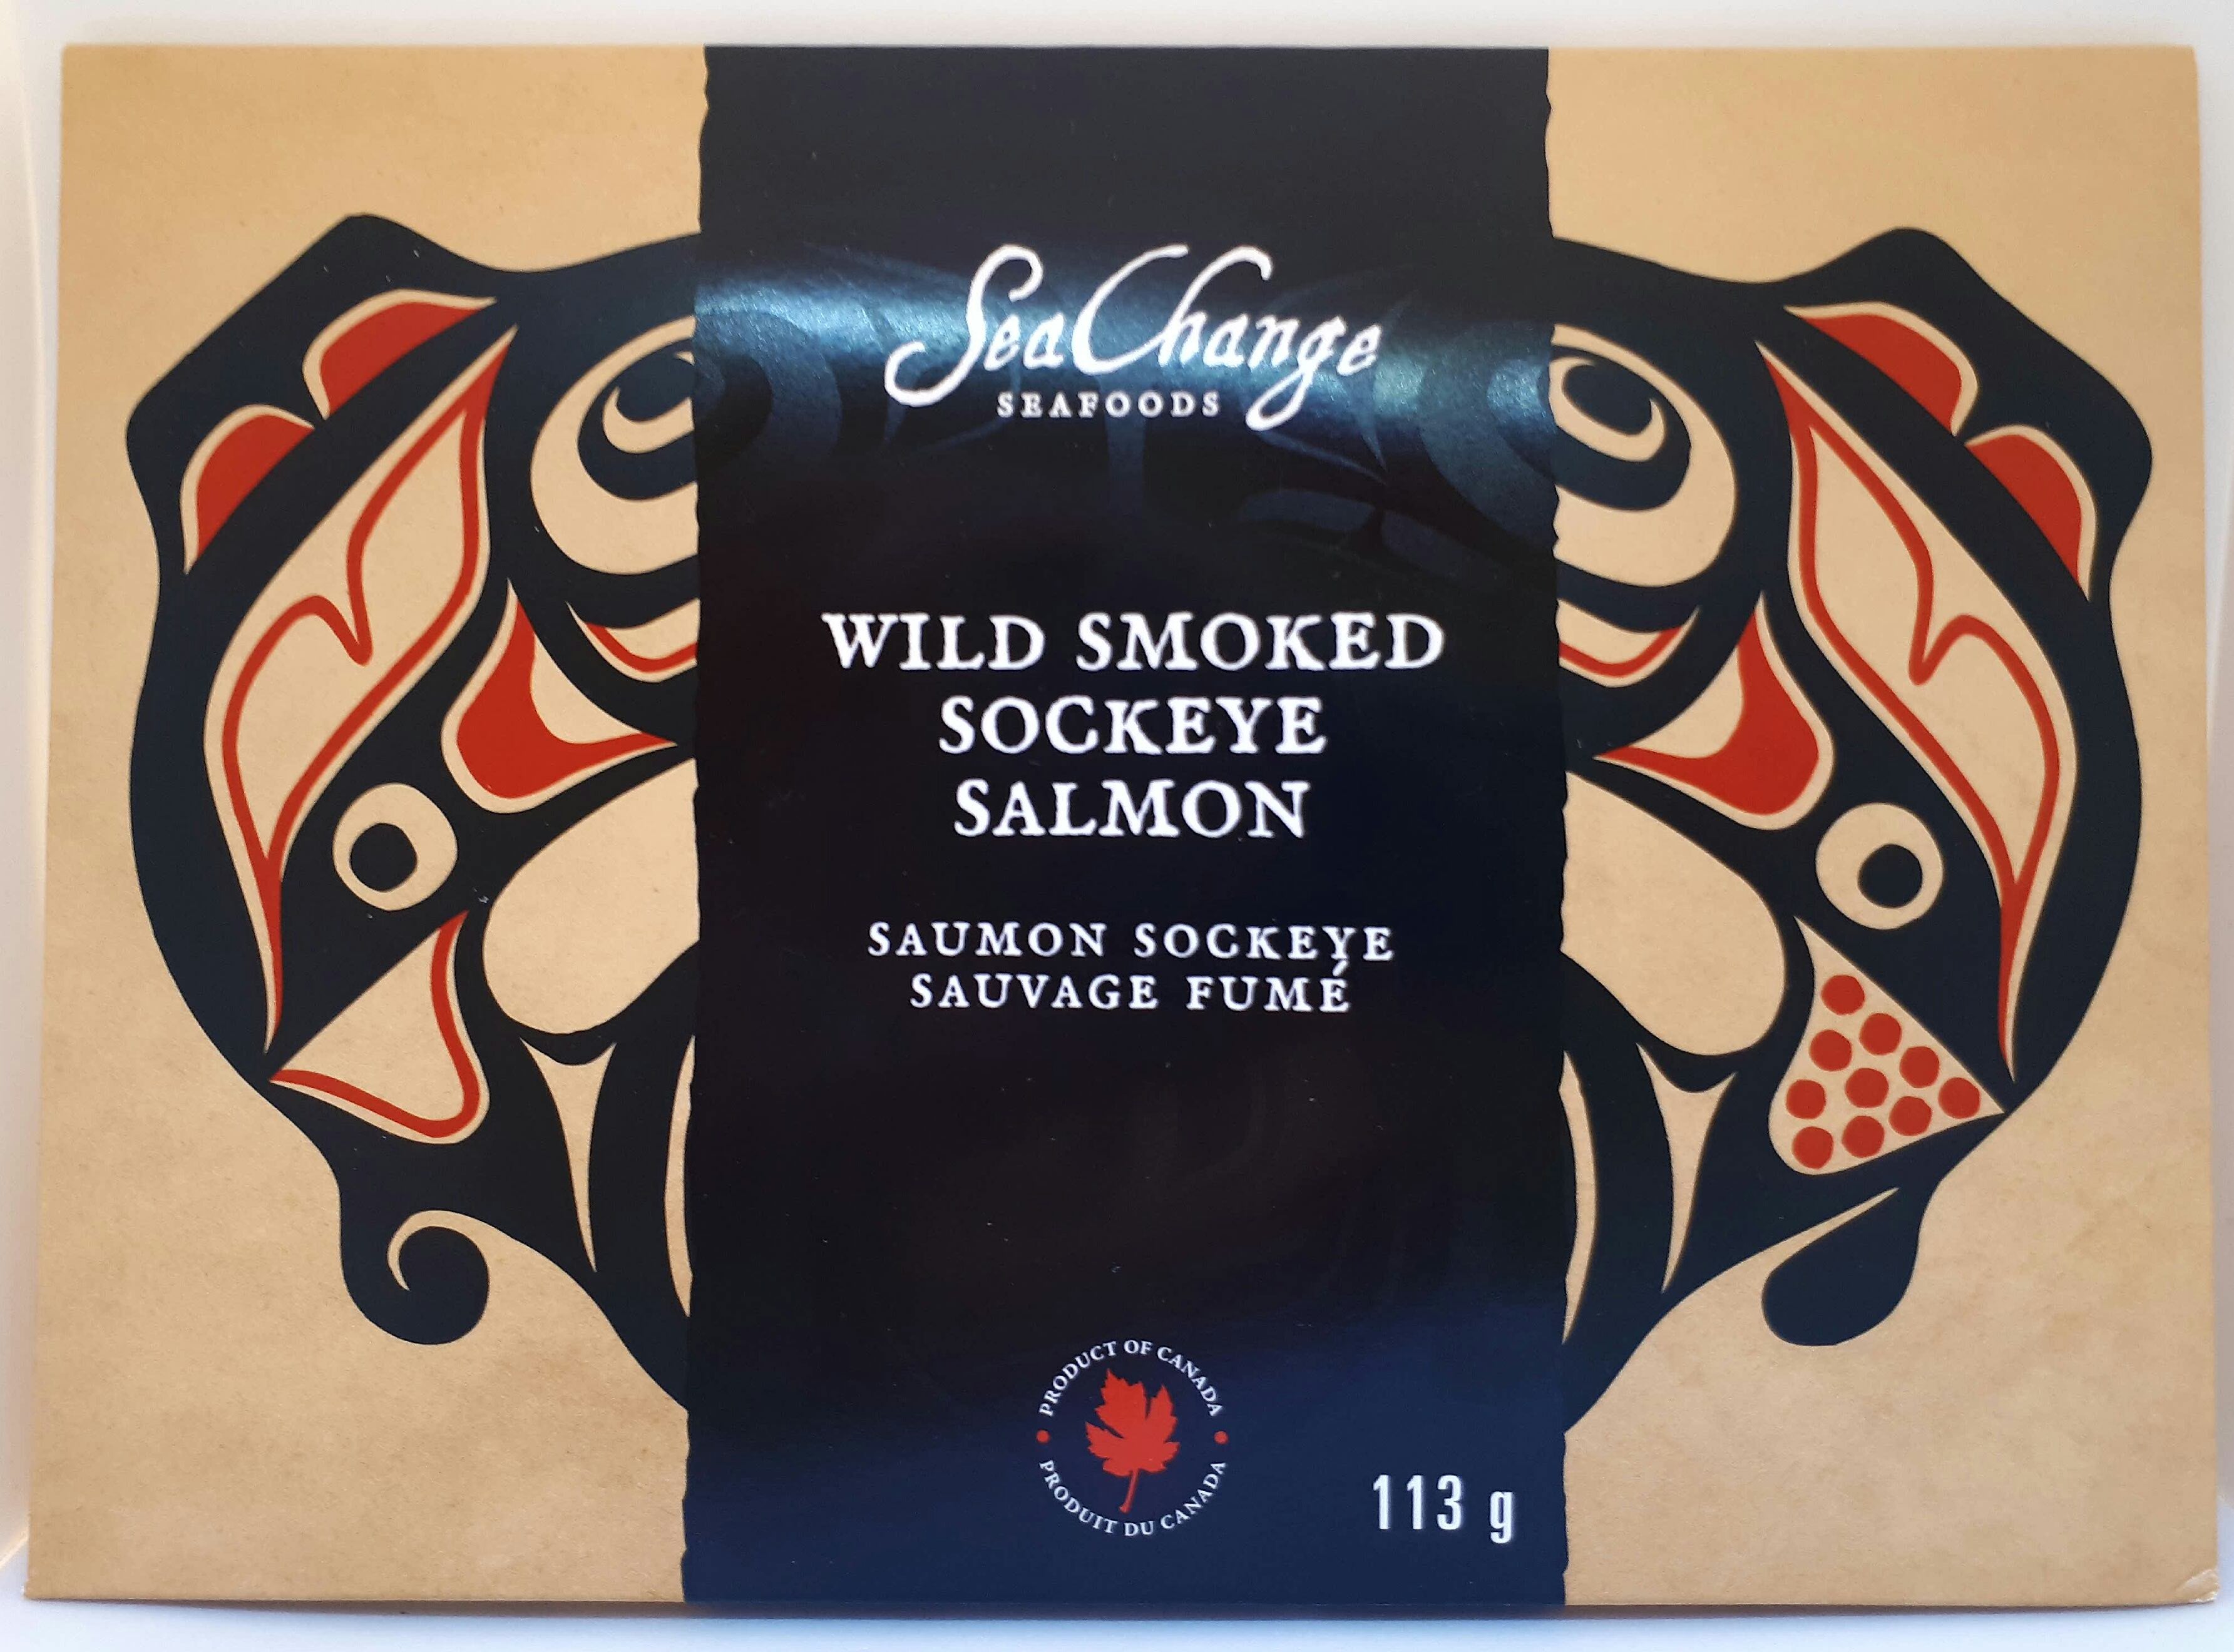 SeaChange
SEAFOODS
WILD SMOKED
SOCKEYE
SALMON
SAUMON SOCKEYE
SAUVAGE FUMÉ
PRODUCT OF CANADA
PRODUIT DU CANADA
113 g